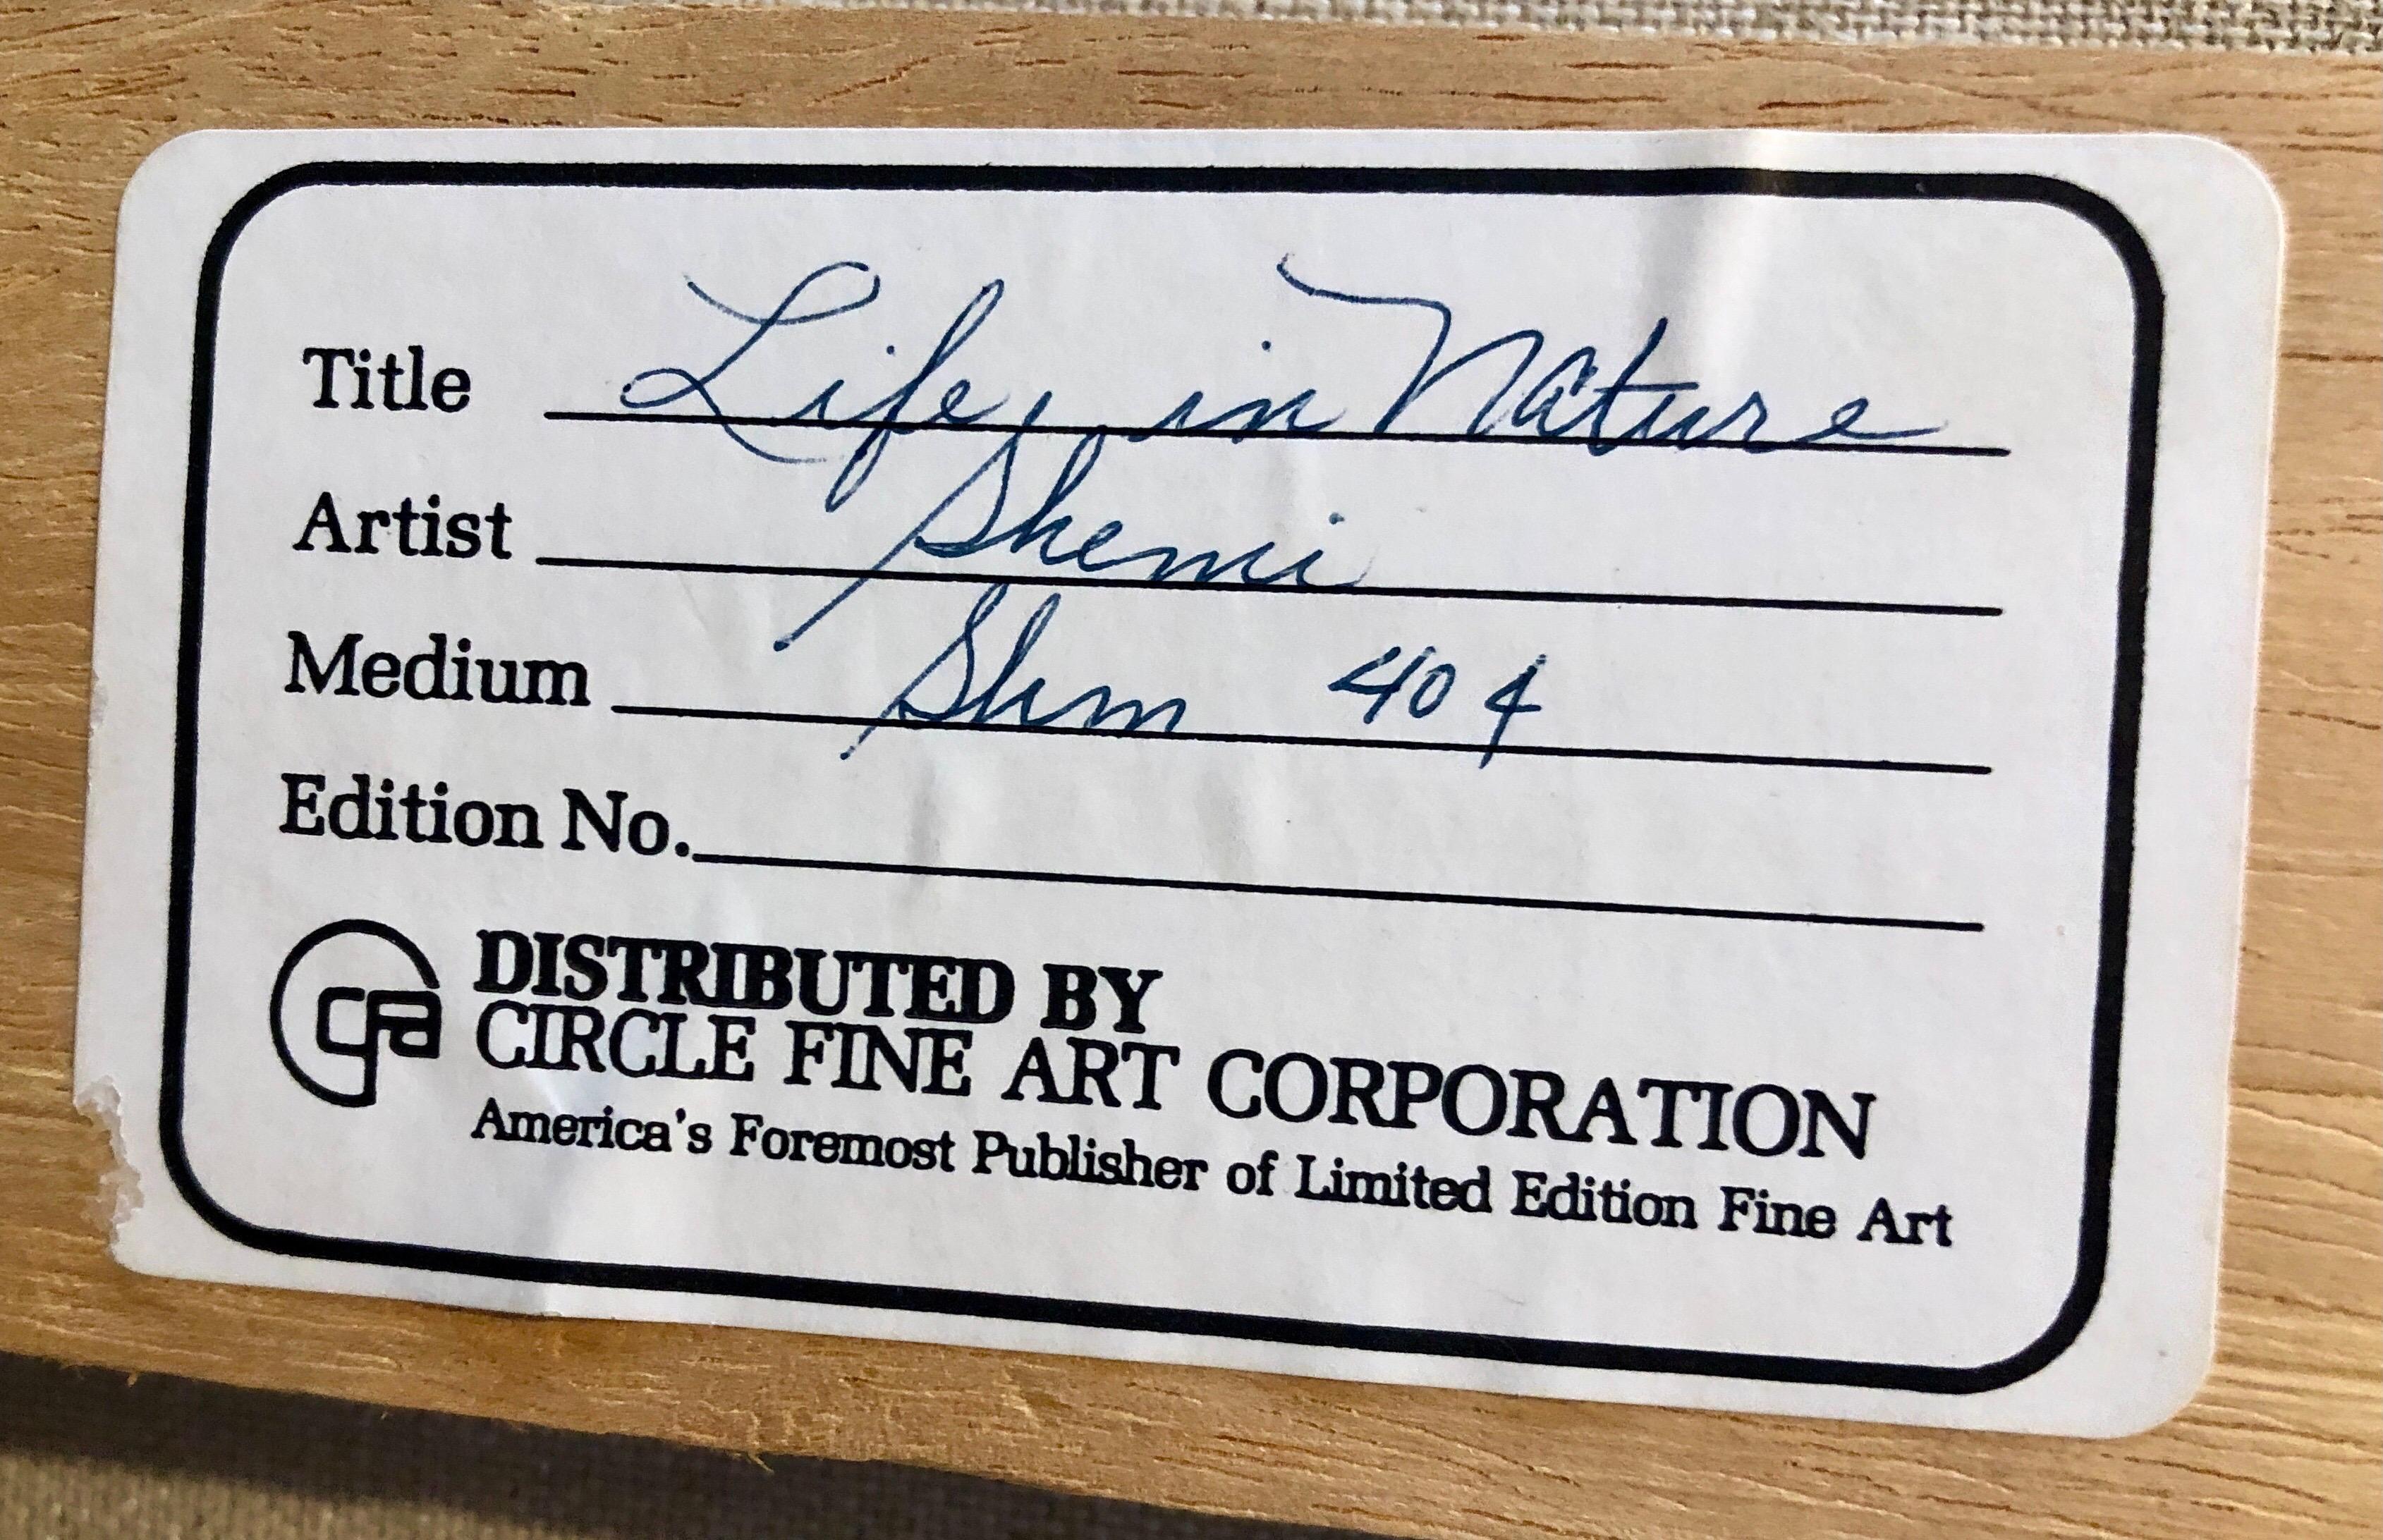 Title Life, in Nature
Artist Shemi
Medium Shm 404
Edition No.
cfa DISTRIBUTED BY
CIRCLE FINE ART CORPORATION
America's Foremost Publisher of Limited Edition Fine Art